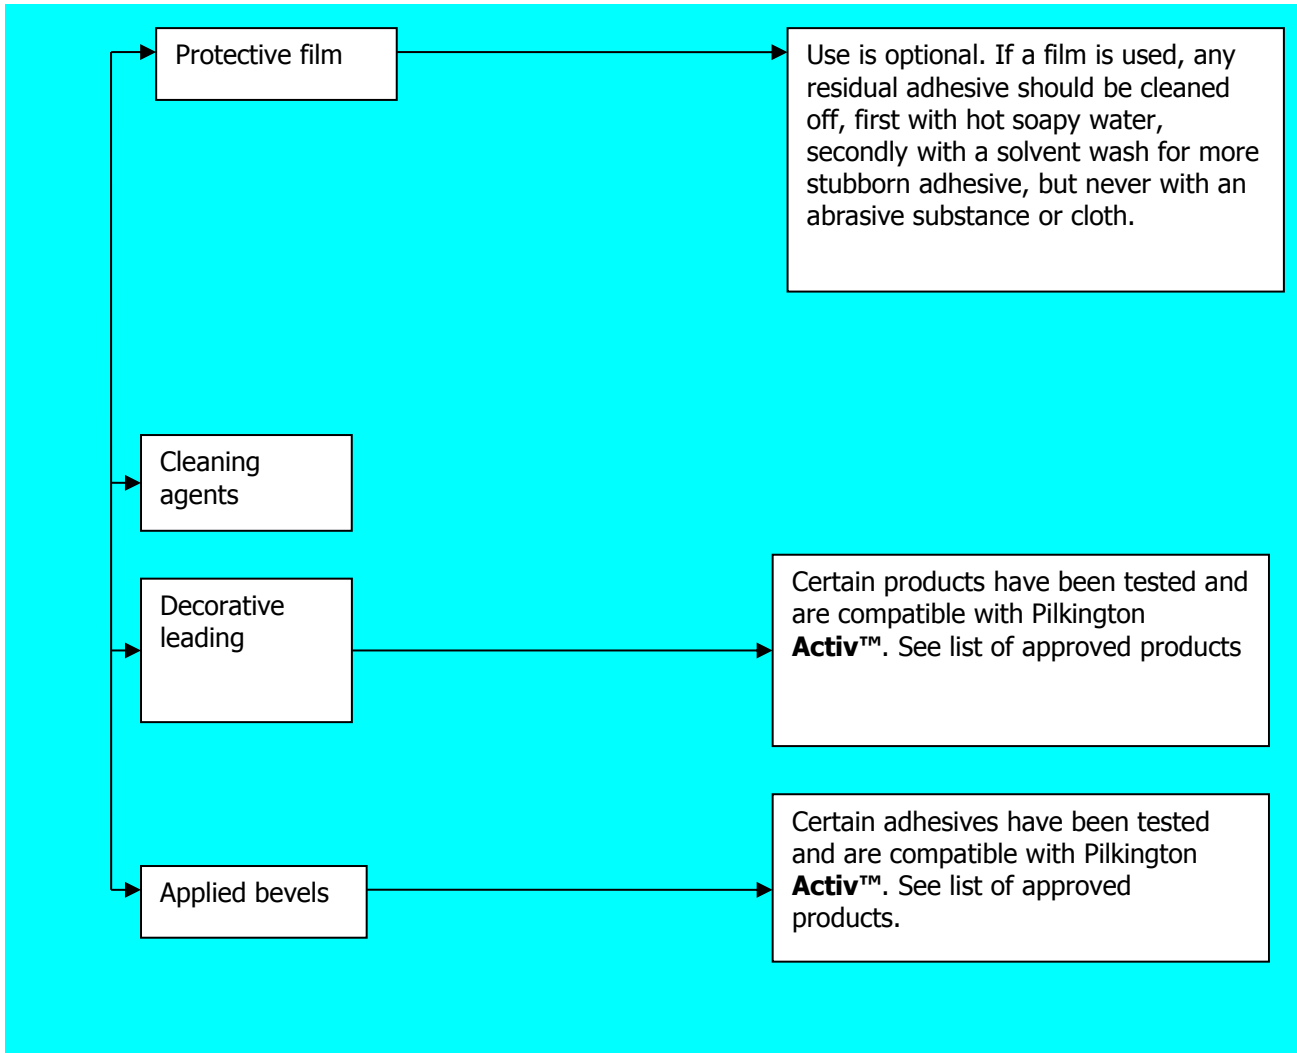 Protective film
Use is optional. If a film is used, any
residual adhesive should be cleaned
off, first with hot soapy water,
secondly with a solvent wash for more
stubborn adhesive, but never with an
abrasive substance or cloth.
Cleaning
agents
Decorative
leading
Certain products have been tested and
are compatible with Pilkington
Activ™. See list of approved products
Applied bevels
Certain adhesives have been tested
and are compatible with Pilkington
Activ™. See list of approved
products.